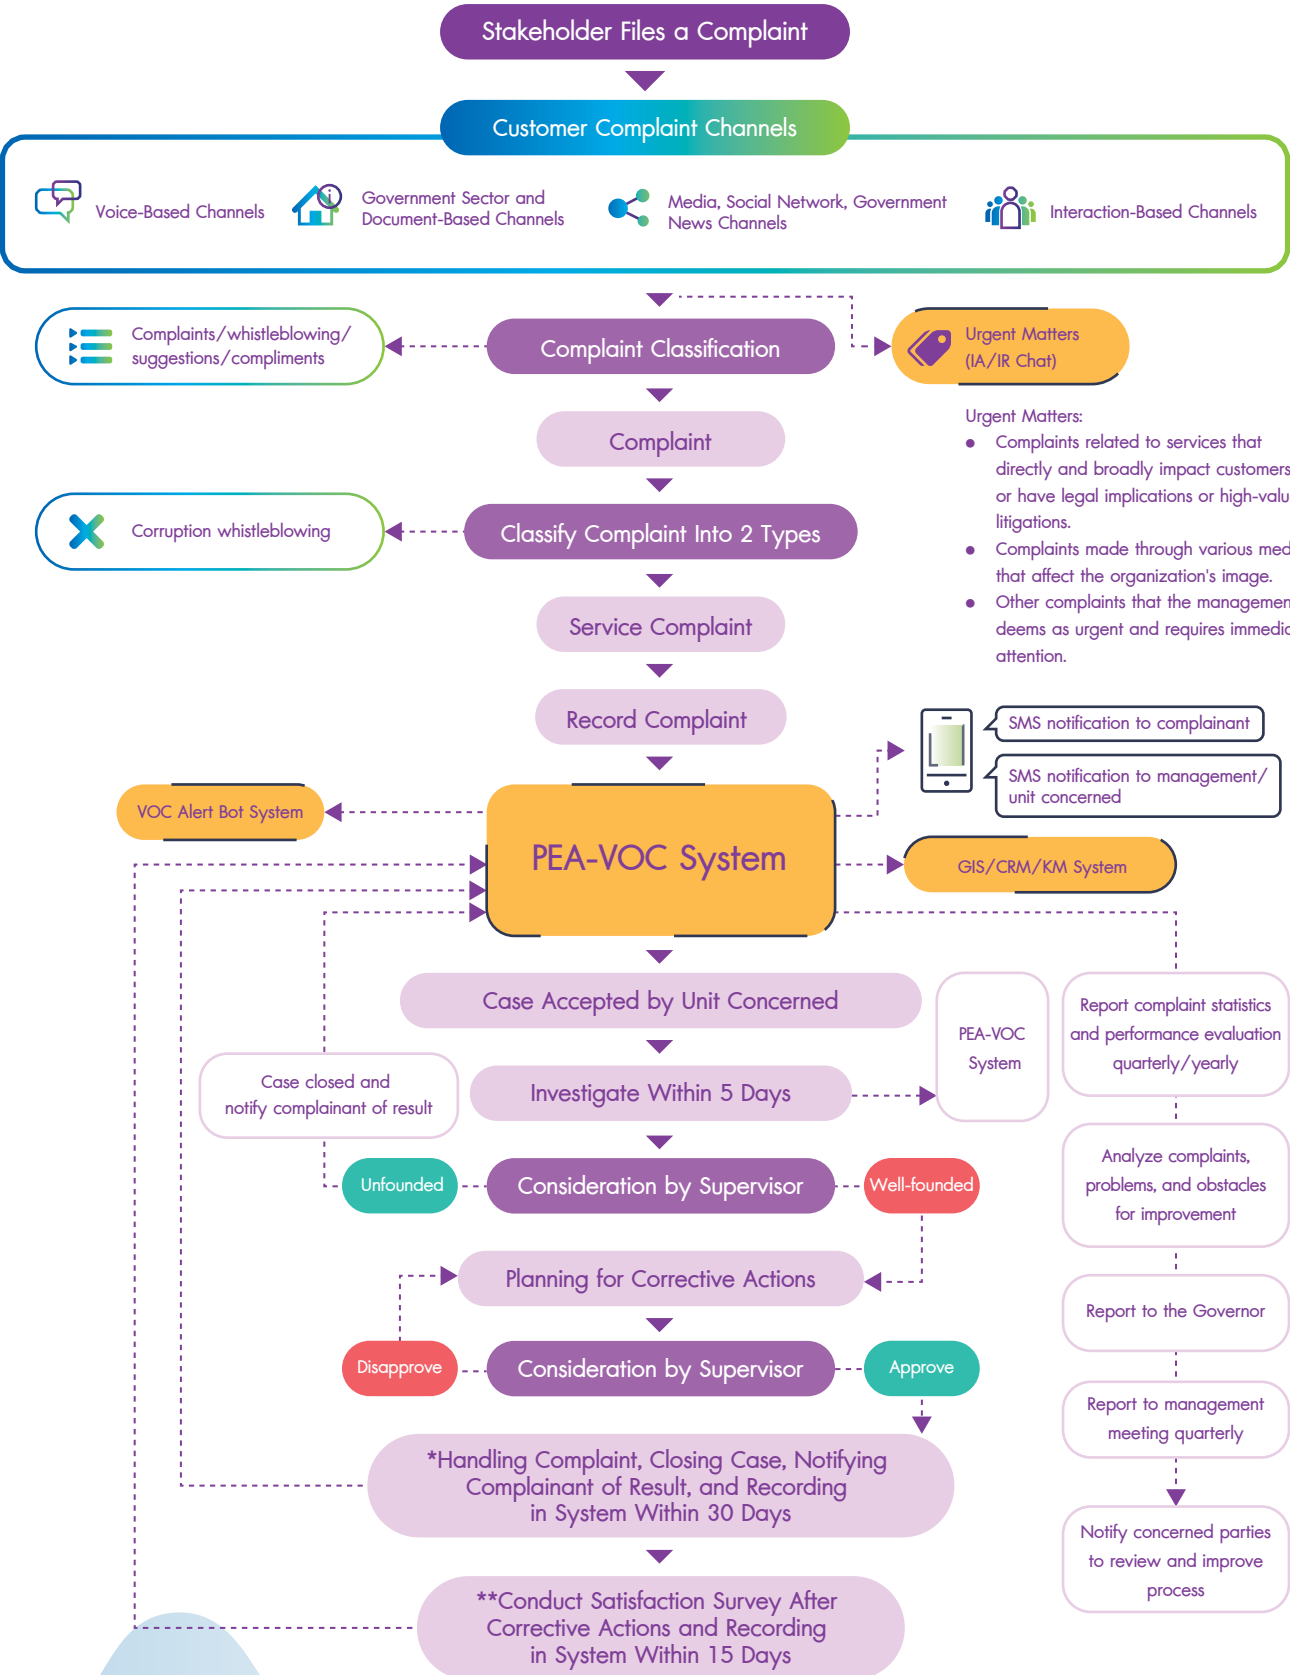 Stakeholder Files a Complaint
Customer Complaint Channels
Voice-Based Channels
Government Sector and
Document-Based Channels
Media, Social Network, Government
News Channels
Interaction-Based Channels
Complaints/whistleblowing/
suggestions/compliments
Complaint Classification
Urgent Matters
(IA/IR Chat)
Complaint
Urgent Matters:
● Complaints related to services that
directly and broadly impact customers
or have legal implications or high-valu
litigations.
● Complaints made through various med
that affect the organization's image.
● Other complaints that the managemen
deems as urgent and requires immedia
attention.
Corruption whistleblowing
Classify Complaint Into 2 Types
Service Complaint
Record Complaint
SMS notification to complainant
SMS notification to management/
unit concerned
VOC Alert Bot System
PEA-VOC System
GIS/CRM/KM System
Case Accepted by Unit Concerned
PEA-VOC
System
Report complaint statistics
and performance evaluation
quarterly/yearly
Case closed and
notify complainant of result
Investigate Within 5 Days
Unfounded
Consideration by Supervisor
Well-founded
Analyze complaints,
problems, and obstacles
for improvement
Planning for Corrective Actions
Report to the Governor
Disapprove
Consideration by Supervisor
Approve
Report to management
meeting quarterly
*Handling Complaint, Closing Case, Notifying
Complainant of Result, and Recording
in System Within 30 Days
Notify concerned parties
to review and improve
process
**Conduct Satisfaction Survey After
Corrective Actions and Recording
in System Within 15 Days